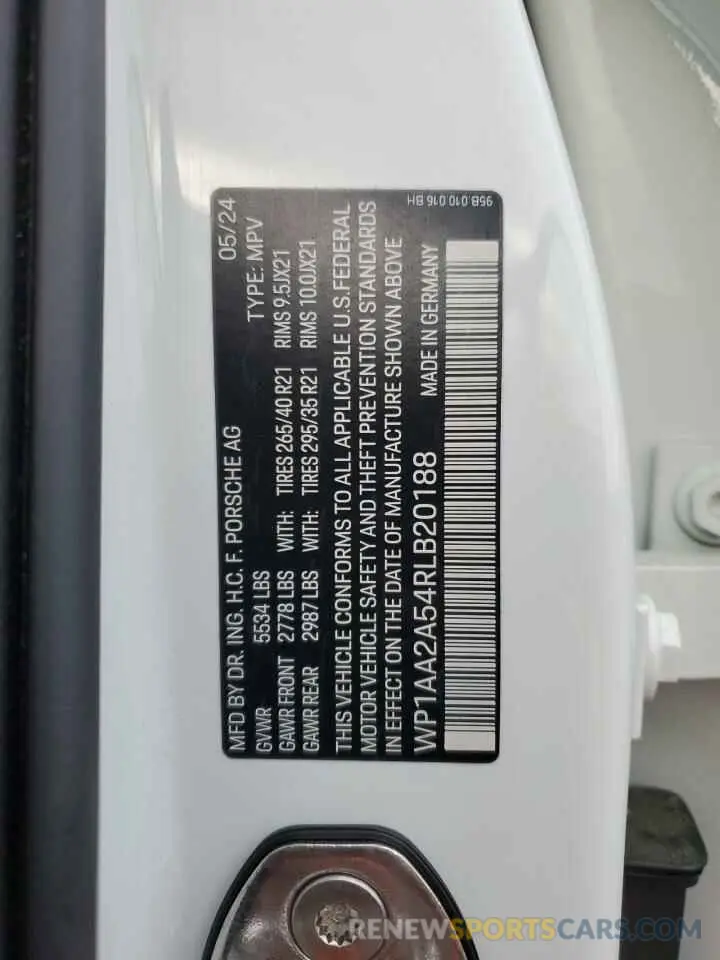 MFD BY DR. ING. H.C. F. PORSCHE AG 05/24
GVWR 5534 LBS TYPE: MPV
GAWR FRONT 2778 LBS WITH: TIRES 265/40 R21 RIMS 9.5JX21
GAWR REAR 2987 LBS WITH: TIRES 295/35 R21 RIMS 10.0JX21
THIS VEHICLE CONFORMS TO ALL APPLICABLE U.S.FEDERAL
MOTOR VEHICLE SAFETY AND THEFT PREVENTION STANDARDS
IN EFFECT ON THE DATE OF MANUFACTURE SHOWN ABOVE
WP1AA2A54RLB20188 MADE IN GERMANY
95B.010.016 BH
RENEWSPORTSCARS.COM